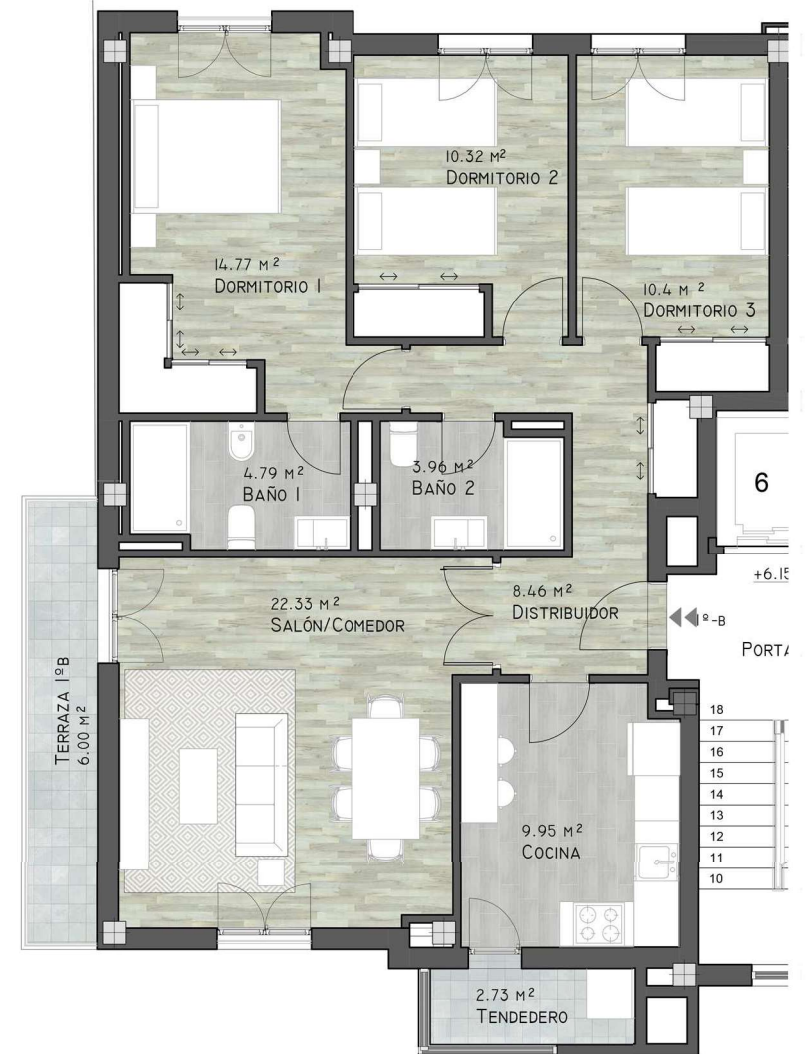 10.32 M²
DORMITORIO 2
14.77 M²
DORMITORIO 1
10.4 M²
DORMITORIO 3
4.79 M²
BAÑO 1
3.96 M²
BAÑO 2
6
+6.15
22.33 M²
SALÓN/COMEDOR
8.46 M²
DISTRIBUIDOR
1º-B
PORTA
TERRAZA 1ºB
6.00 M²
18
17
16
15
14
13
12
11
10
9.95 M²
COCINA
2.73 M²
TENDEDERO